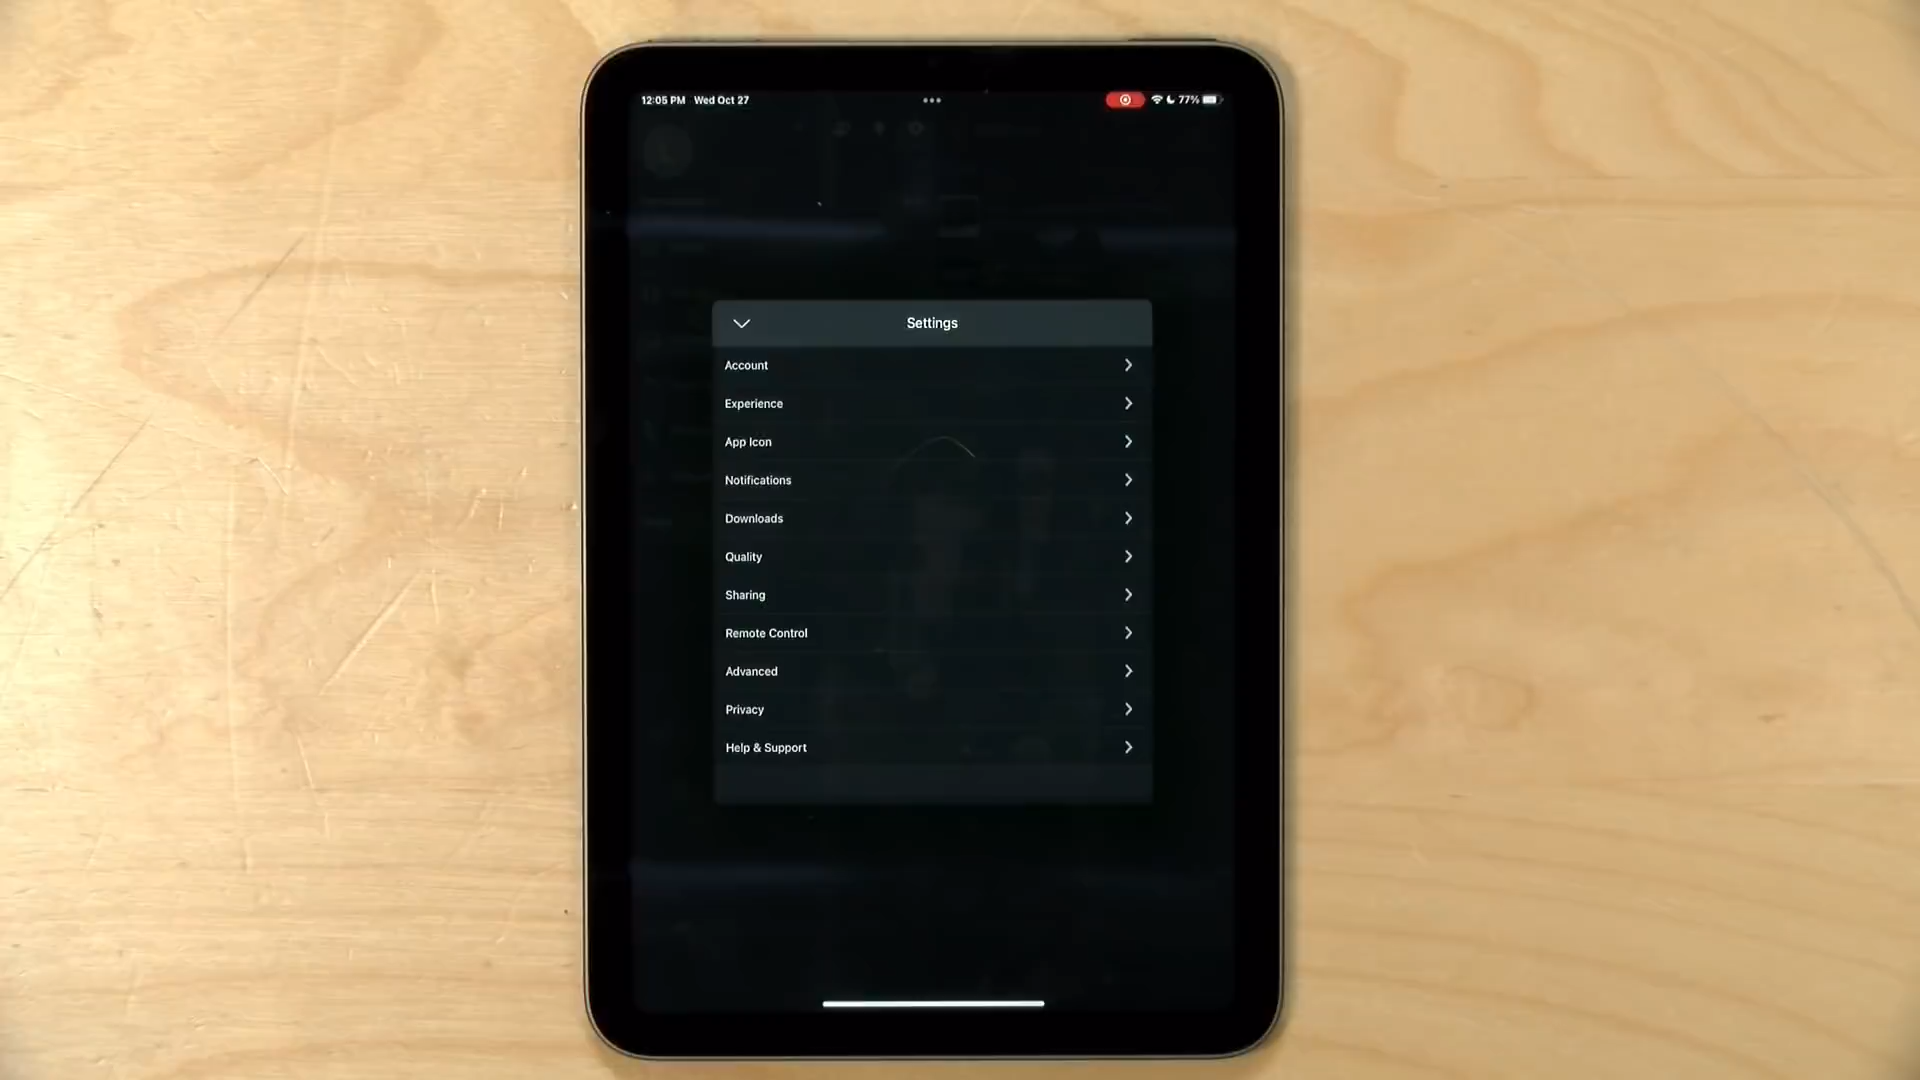 12:05 PM Wed Oct 27
77%
Settings
Account
Experience
App Icon
Notifications
Downloads
Quality
Sharing
Remote Control
Advanced
Privacy
Help & Support